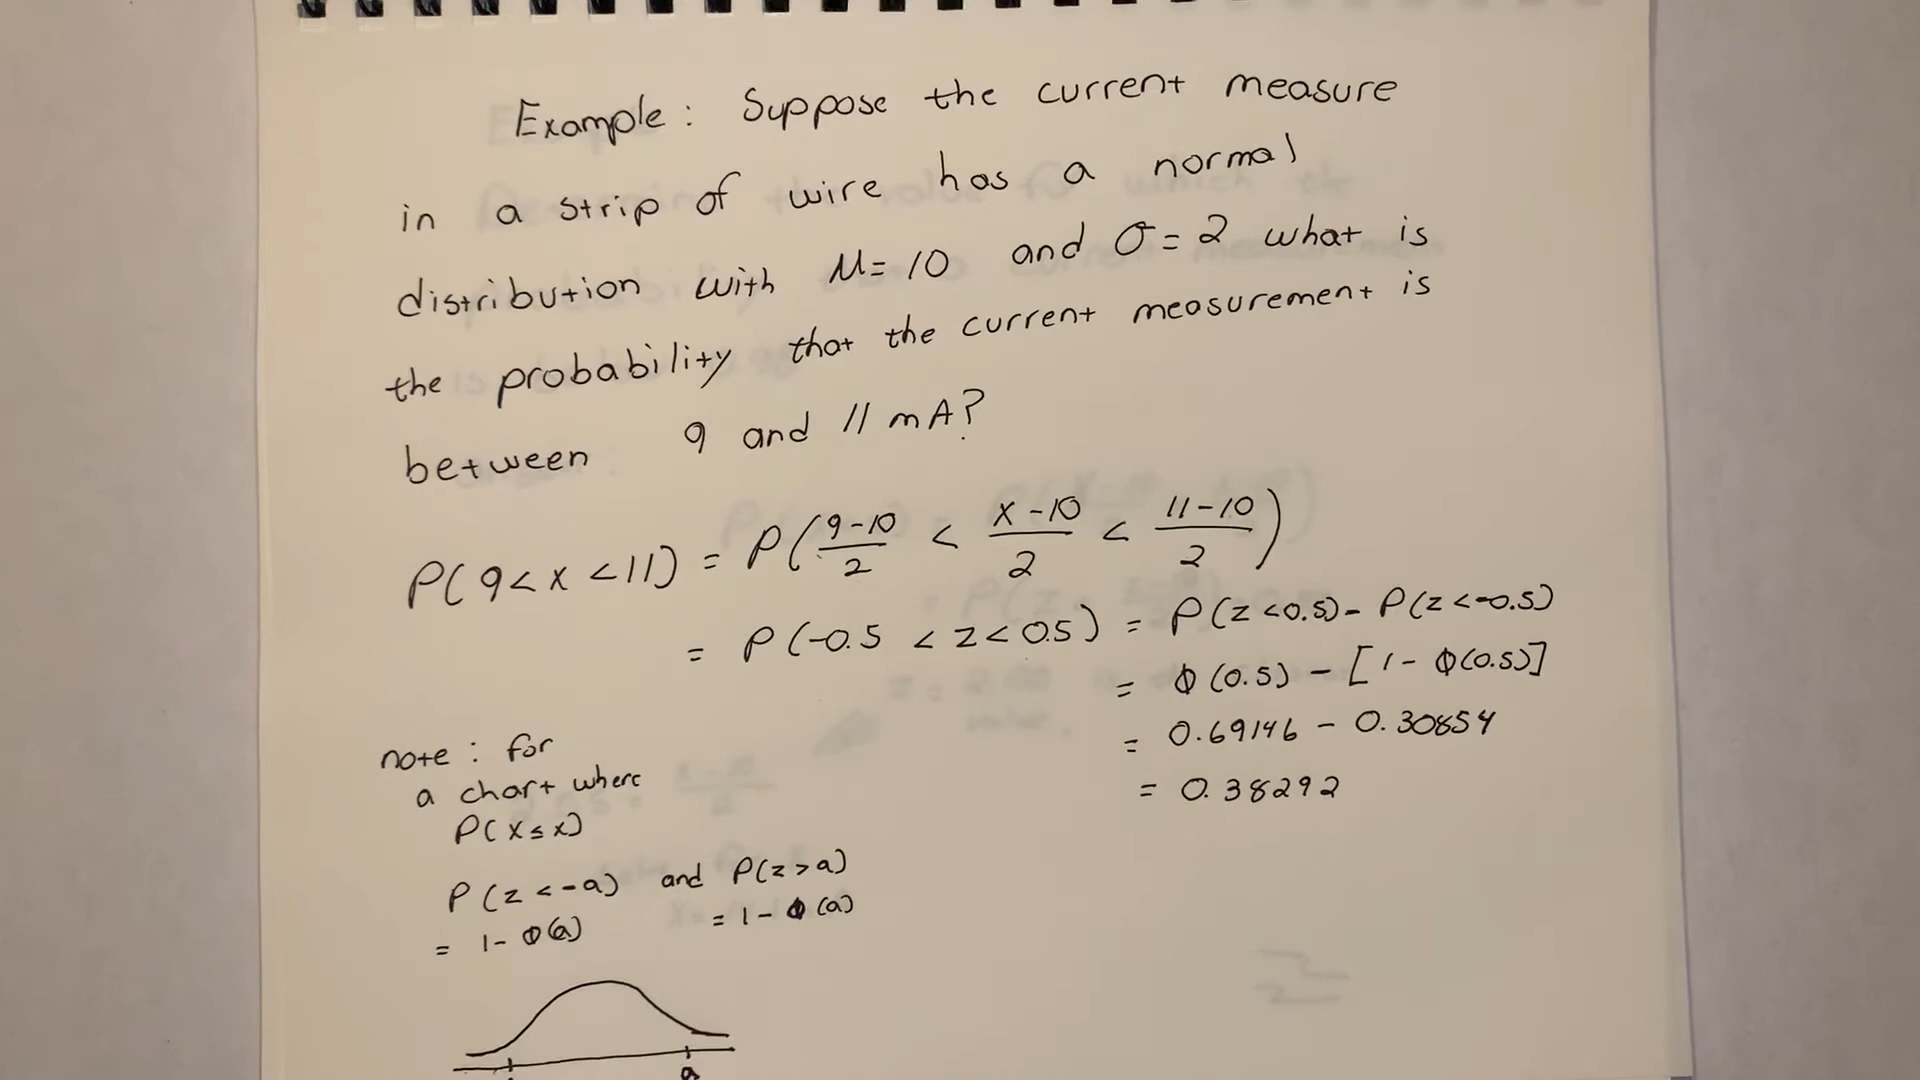 Example: Suppose the current measure
in a strip of wire has a normal
distribution with μ=10 and σ=2 what is
the probability that the current measurement is
between 9 and 11 mA?
P(9<x<11) = P((9-10)/2 < (x-10)/2 < (11-10)/2)
= P(-0.5 < z < 0.5) = P(z<0.5) - P(z<-0.5)
= Φ(0.5) - [1 - Φ(0.5)]
= 0.69146 - 0.30854
= 0.38292
note: for
a chart where
P(X≤x)
P(z<-a) and P(z>a)
= 1-Φ(a) = 1-Φ(a)
a